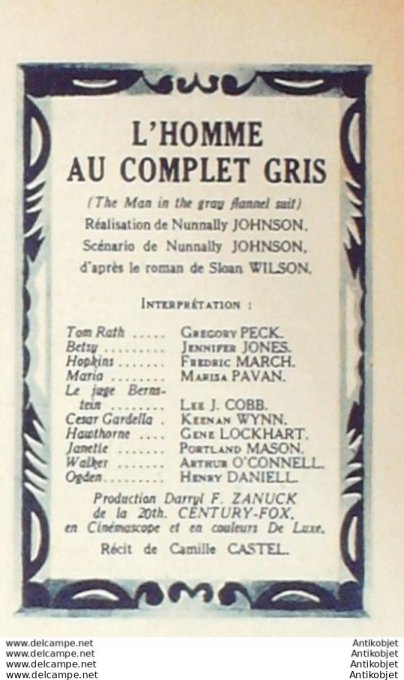 L'HOMME
AU COMPLET GRIS
(The Man in the gray flannel suit)
Réalisation de Nunnally JOHNSON,
Scénario de Nunnally JOHNSON,
d'après le roman de Sloan WILSON.
INTERPRÉTATION :
Tom Rath ..... GREGORY PECK.
Betsy ......... JENNIFER JONES.
Hopkins ....... FREDRIC MARCH.
Maria ........ MARISA PAVAN.
Le juge Berns-
tein ........ LEE J. COBB.
Cesar Gardella . KEENAN WYNN.
Hawthorne .... GENE LOCKHART.
Janette ....... PORTLAND MASON.
Walker ....... ARTHUR O'CONNELL.
Ogden......... HENRY DANIELL.
Production Darryl F. ZANUCK
de la 20th. CENTURY-FOX,
en Cinémascope et en couleurs De Luxe.
Récit de Camille CASTEL.
www.delcampe.net Antikobjet
www.delcampe.net Antikobjet
www.delcampe.net Antikobjet
www.delcampe.net Antikobjet